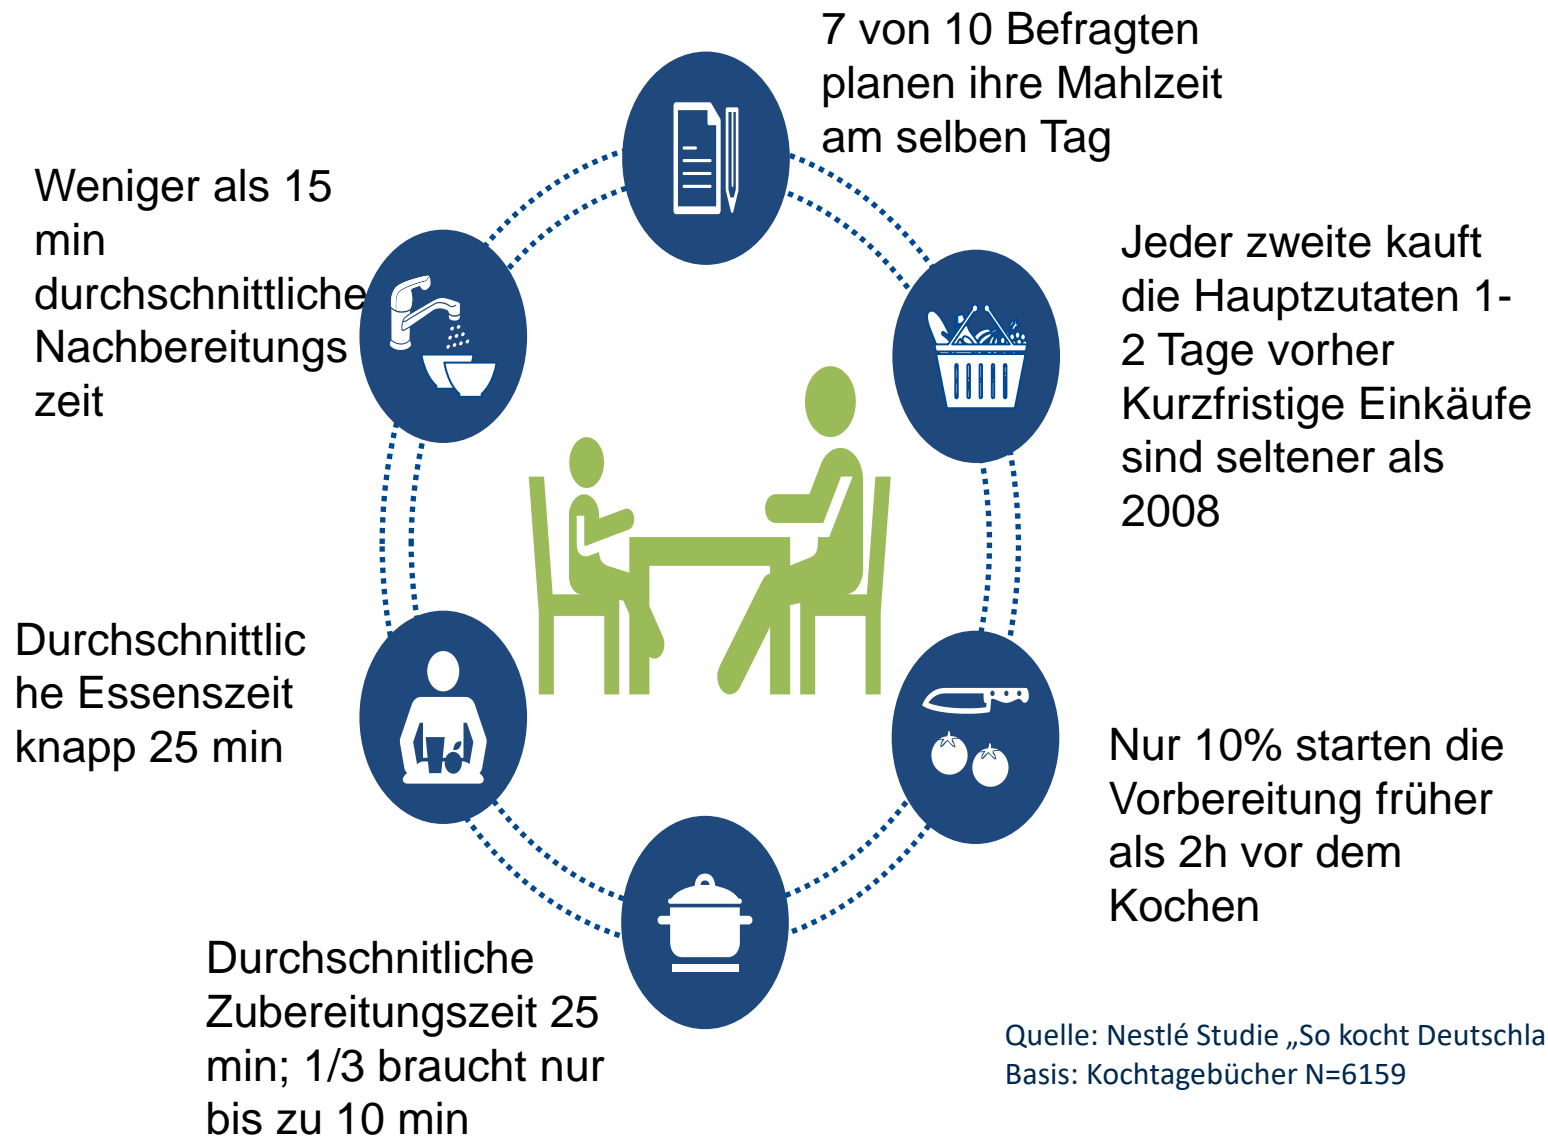 7 von 10 Befragten
planen ihre Mahlzeit
am selben Tag
Jeder zweite kauft
die Hauptzutaten 1-
2 Tage vorher
Kurzfristige Einkäufe
sind seltener als
2008
Nur 10% starten die
Vorbereitung früher
als 2h vor dem
Kochen
Durchschnitliche
Zubereitungszeit 25
min; 1/3 braucht nur
bis zu 10 min
Durchschnittlic
he Essenszeit
knapp 25 min
Weniger als 15
min
durchschnittliche
Nachbereitungs
zeit
Quelle: Nestlé Studie „So kocht Deutschla
Basis: Kochtagebücher N=6159